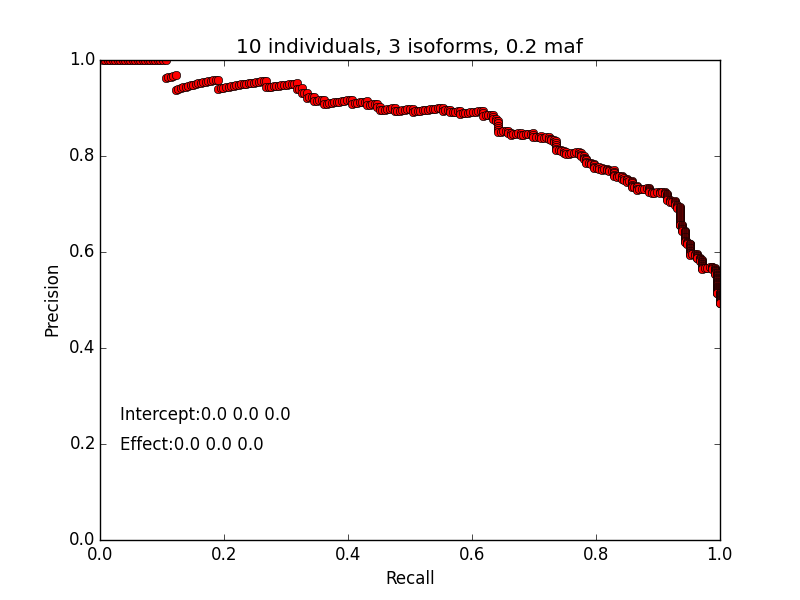 10 individuals, 3 isoforms, 0.2 maf
1.0
0.8
0.6
0.4
0.2
0.0
Precision
Intercept:0.0 0.0 0.0
Effect:0.0 0.0 0.0
0.0 0.2 0.4 0.6 0.8 1.0
Recall